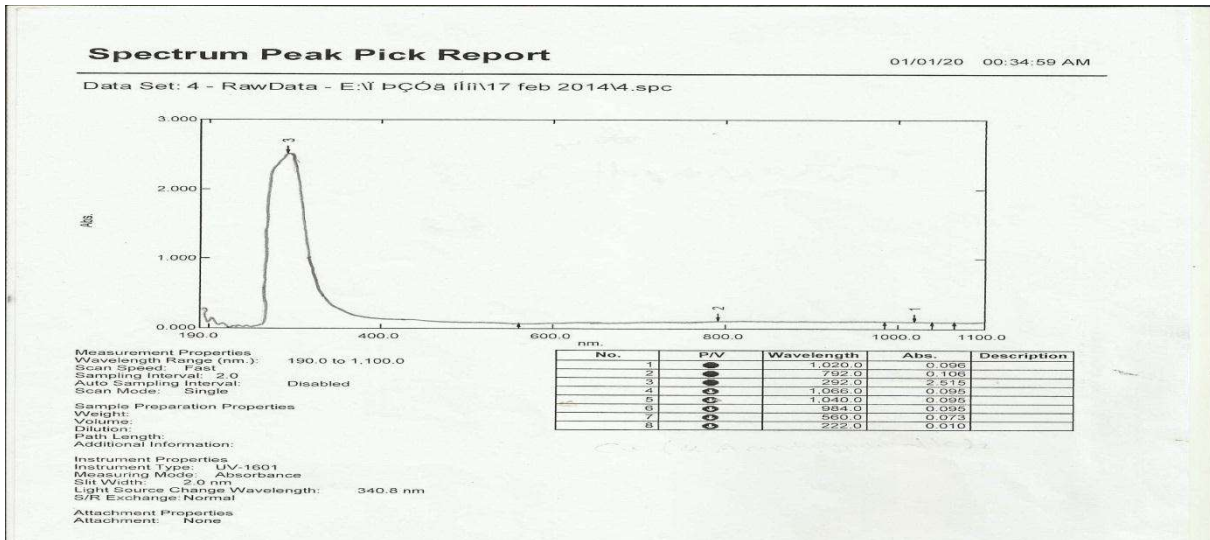 Spectrum Peak Pick Report
01/01/20 00:34:59 AM
Data Set: 4 - RawData - E:\Ï ÞÇÓã íÍíì\17 feb 2014\4.spc
3.000
2.000
1.000
0.000
Abs.
3
2
1
190.0 400.0 600.0 800.0 1000.0 1100.0
nm.
Measurement Properties
Wavelength Range (nm.): 190.0 to 1,100.0
Scan Speed: Fast
Sampling Interval: 2.0
Auto Sampling Interval: Disabled
Scan Mode: Single
Sample Preparation Properties
Weight:
Volume:
Dilution:
Path Length:
Additional Information:
Instrument Properties
Instrument Type: UV-1601
Measuring Mode: Absorbance
Slit Width: 2.0 nm
Light Source Change Wavelength: 340.8 nm
S/R Exchange: Normal
Attachment Properties
Attachment: None
No. P/V Wavelength Abs. Description
1 1,020.0 0.096
2 792.0 0.106
3 292.0 2.515
4 1,066.0 0.095
5 1,040.0 0.095
6 984.0 0.095
7 560.0 0.073
8 222.0 0.010